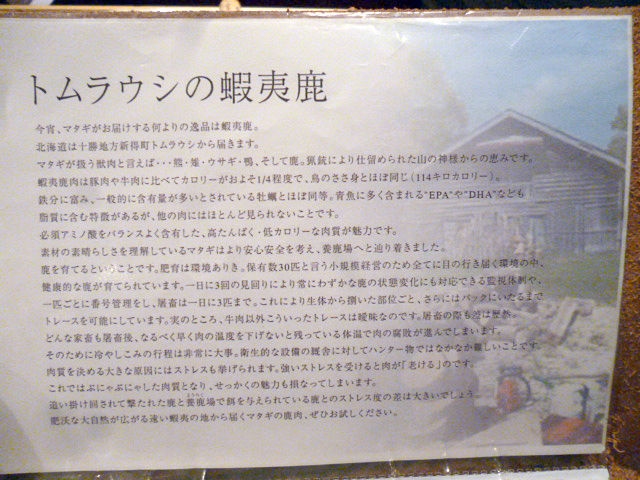 トムラウシの蝦夷鹿
今宵、マタギがお届けする何よりの逸品は蝦夷鹿。
北海道は十勝地方新得町トムラウシから届きます。
マタギが扱う獣肉と言えば・・・熊・雉・ウサギ・鴨、そして鹿。猟銃により仕留められた山の神様からの恵みです。
蝦夷鹿肉は豚肉や牛肉に比べてカロリーがおよそ1/4程度で、鳥のささ身とほぼ同じ(114キロカロリー)。
鉄分に富み、一般的に含有量が多いとされている牡蠣とほぼ同等。青魚に多く含まれる"EPA"や"DHA"なども
脂質に含む特徴があるが、他の肉にはほとんど見られないことです。
必須アミノ酸をバランスよく含有した、高たんぱく・低カロリーな肉質が魅力です。
素材の素晴らしさを理解しているマタギはより安心安全を考え、養鹿場へと辿り着きました。
鹿を育てるということです。肥育は環境ありき。保有数30匹と言う小規模経営のため全てに目の行き届く環境の中、
健康的な鹿が育てられています。一日に3回の見回りにより常にわずかな鹿の状態変化にも対応できる監視体制や、
一匹ごとに番号管理をし、屠畜は一日に3匹まで。これにより生体から捌いた部位ごと、さらにはパックにいたるまで
トレースを可能にしています。実のところ、牛肉以外こういったトレースは曖昧なのです。屠畜の際も差は歴然。
どんな家畜も屠畜後、なるべく早く肉の温度を下げないと残っている体温で肉の腐敗が進んでしまいます。
そのために冷やしこみの行程は非常に大事。衛生的な設備の厩舎に対してハンター物ではなかなか難しいことです。
肉質を決める大きな原因にはストレスも挙げられます。強いストレスを受けると肉が「老ける」のです。
これではぶにゃぶにゃした肉質となり、せっかくの魅力も損なってしまいます。
追い掛け回されて撃たれた鹿と養鹿場で餌を与えられている鹿とのストレス度の差は大きいでしょう。
肥沃な大自然が広がる遠い蝦夷の地から届くマタギの鹿肉、ぜひお試しください。